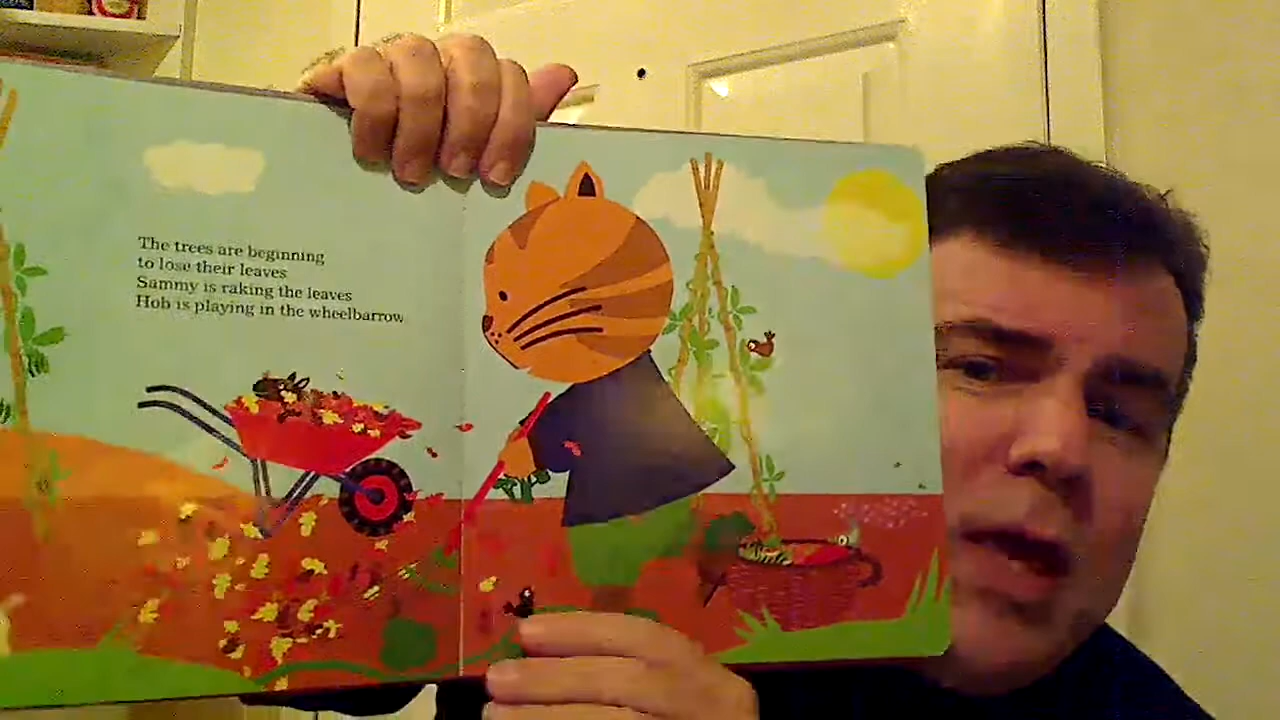 The trees are beginning
to lose their leaves
Sammy is raking the leaves
Hob is playing in the wheelbarrow